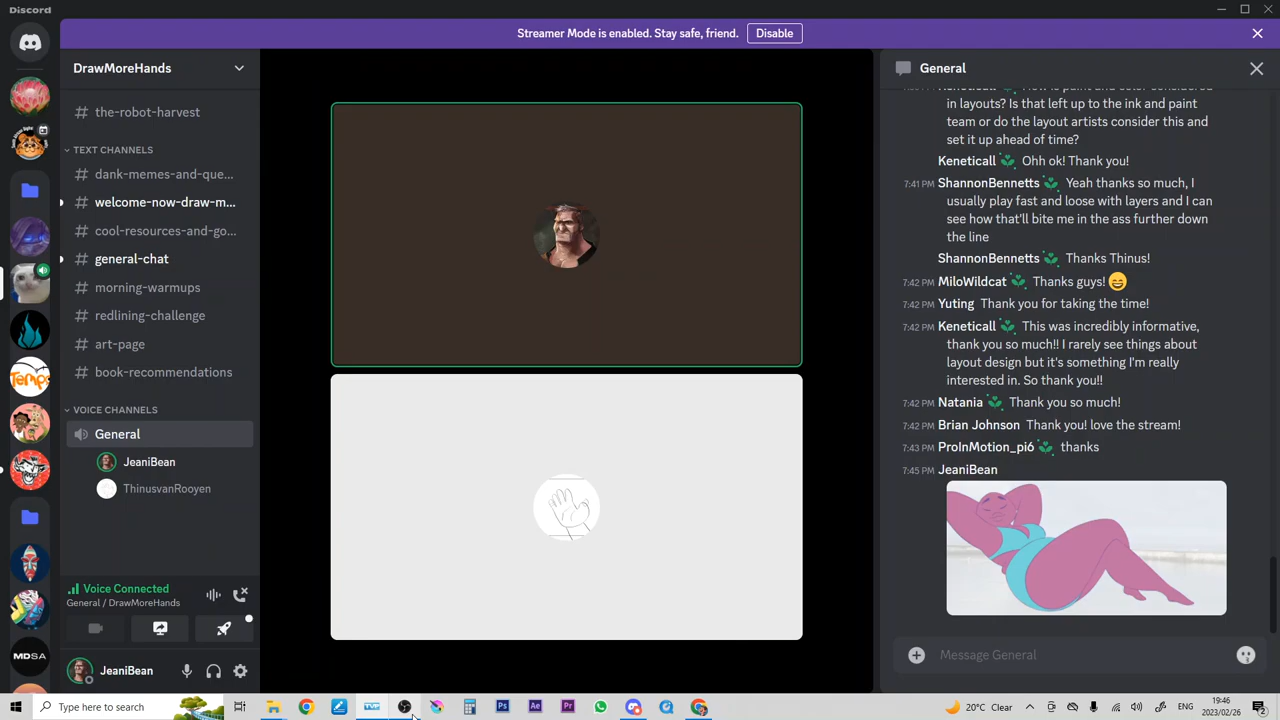 Discord
Streamer Mode is enabled. Stay safe, friend.
Disable
DrawMoreHands
the-robot-harvest
TEXT CHANNELS
dank-memes-and-que...
welcome-now-draw-m...
cool-resources-and-go...
general-chat
morning-warmups
redlining-challenge
art-page
book-recommendations
VOICE CHANNELS
General
JeaniBean
ThinusvanRooyen
Voice Connected
General / DrawMoreHands
JeaniBean
Temps
MDSA
General
in layouts? Is that left up to the ink and paint
team or do the layout artists consider this and
set it up ahead of time?
Keneticall Ohh ok! Thank you!
7:41 PM ShannonBennetts Yeah thanks so much, I
usually play fast and loose with layers and I can
see how that'll bite me in the ass further down
the line
ShannonBennetts Thanks Thinus!
7:42 PM MiloWildcat Thanks guys! 😄
7:42 PM Yuting Thank you for taking the time!
7:42 PM Keneticall This was incredibly informative,
thank you so much!! I rarely see things about
layout design but it's something I'm really
interested in. So thank you!!
7:42 PM Natania Thank you so much!
7:42 PM Brian Johnson Thank you! love the stream!
7:43 PM ProInMotion_pi6 thanks
7:45 PM JeaniBean
Message General
Type here to search
TVP
Ps
Ae
Pr
20°C Clear
ENG
19:46
2023/02/26